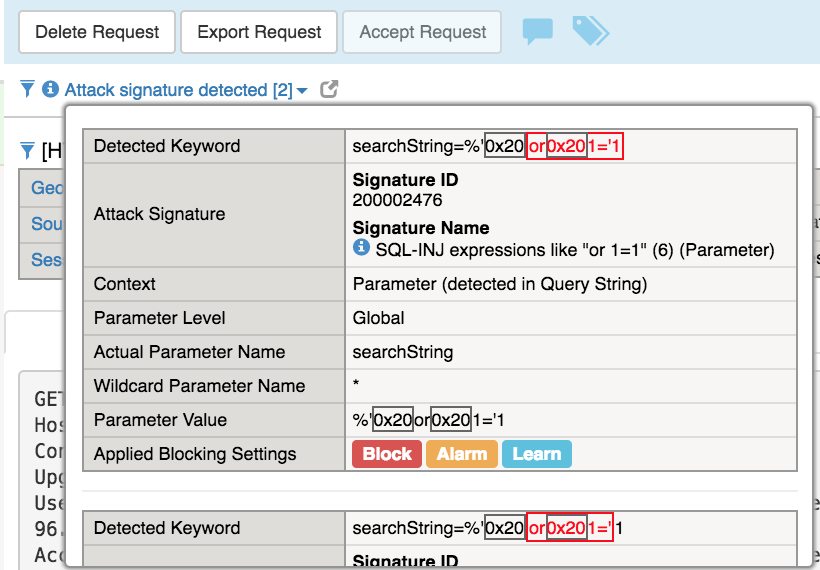 Delete Request Export Request Accept Request
Attack signature detected [2]
[H
Geo
Sou
Ses
Detected Keyword searchString=%'0x20or0x201='1
Attack Signature
Signature ID
200002476
Signature Name
SQL-INJ expressions like "or 1=1" (6) (Parameter)
Context Parameter (detected in Query String)
Parameter Level Global
Actual Parameter Name searchString
Wildcard Parameter Name *
Parameter Value %'0x20or0x201='1
Applied Blocking Settings Block Alarm Learn
GET
Hos
Con
Upg
Use
96.
Acc
Detected Keyword searchString=%'0x20or0x201='1
Signature ID